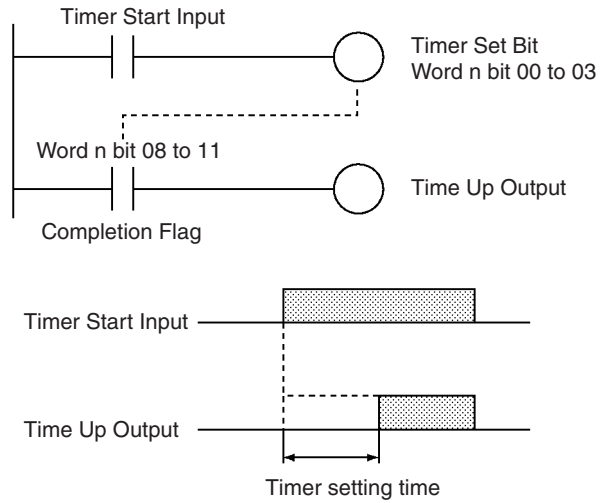 Timer Start Input
Timer Set Bit
Word n bit 00 to 03
Word n bit 08 to 11
Time Up Output
Completion Flag
Timer Start Input
Time Up Output
Timer setting time